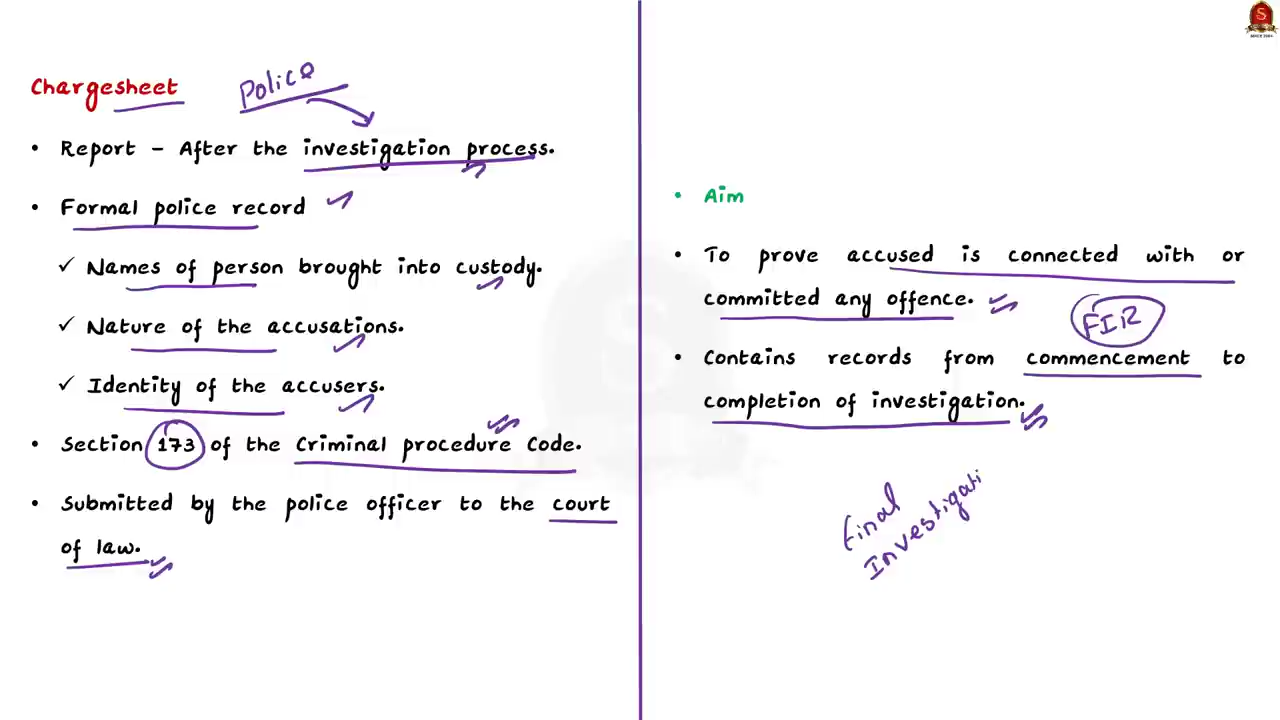 Chargesheet
Police
• Report – After the investigation process.
• Formal police record
✓ Names of person brought into custody.
✓ Nature of the accusations.
✓ Identity of the accusers.
• Section 173 of the Criminal procedure Code.
• Submitted by the police officer to the court
of law.
• Aim
• To prove accused is connected with or
committed any offence.
FIR
• Contains records from commencement to
completion of investigation.
Final
Investigati
S